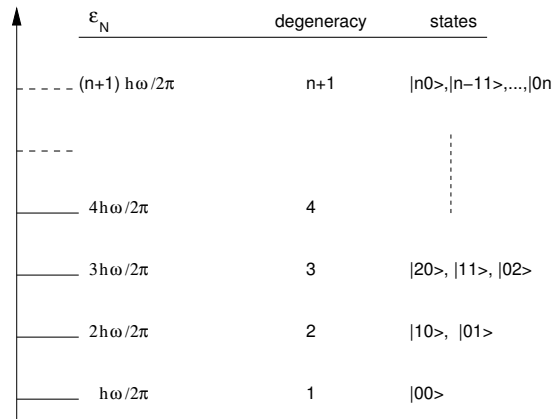 ε_N degeneracy states
(n+1) hω/2π n+1 |n0>,|n−11>,...,|0n
4hω/2π 4
3hω/2π 3 |20>, |11>, |02>
2hω/2π 2 |10>, |01>
hω/2π 1 |00>